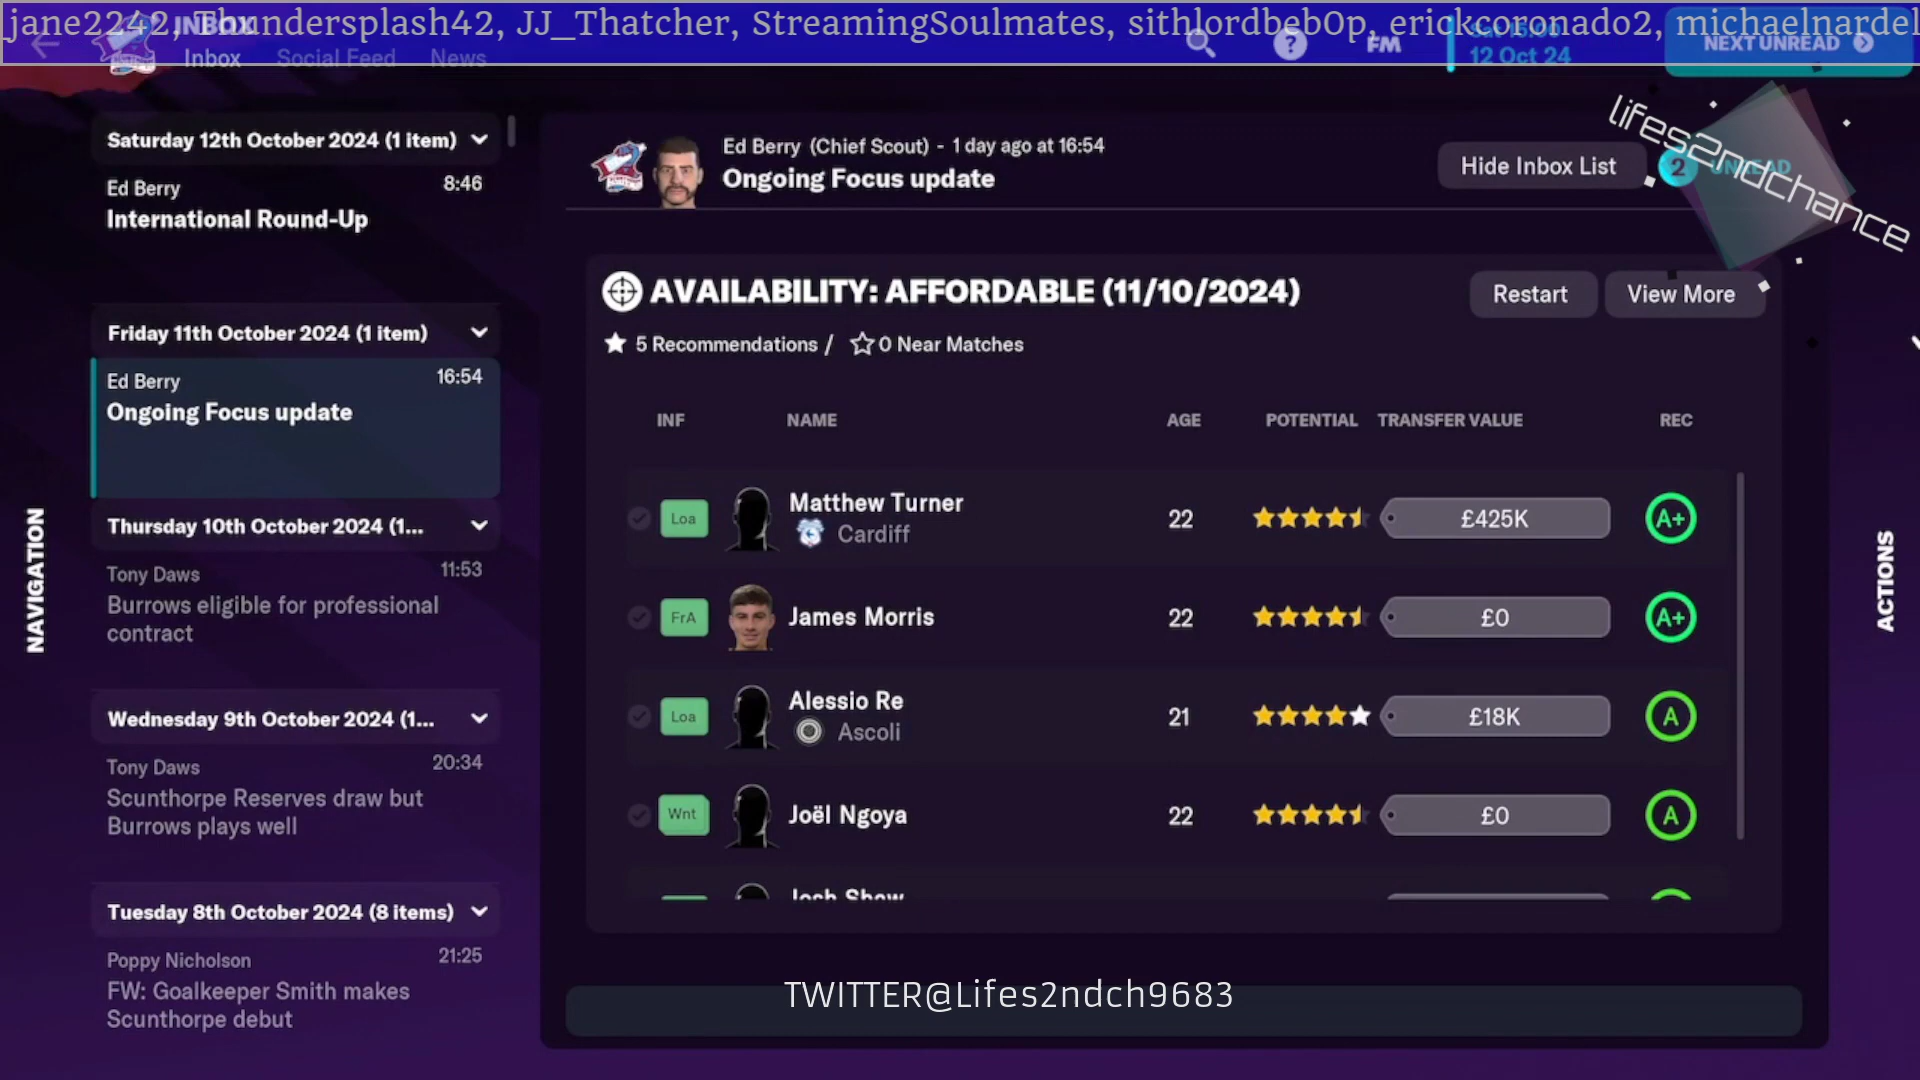 jane2242, Thundersplash42, JJ_Thatcher, StreamingSoulmates, sithlordbeb0p, erickcoronado2, michaelnardel
INBOX
Inbox
Social Feed
News
?
FM
Sat 15:00
12 Oct 24
NEXT UNREAD
lifes2ndchance
NAVIGATION
Saturday 12th October 2024 (1 item)
Ed Berry
8:46
International Round-Up
Friday 11th October 2024 (1 item)
Ed Berry
16:54
Ongoing Focus update
Thursday 10th October 2024 (1...
Tony Daws
11:53
Burrows eligible for professional
contract
Wednesday 9th October 2024 (1...
Tony Daws
20:34
Scunthorpe Reserves draw but
Burrows plays well
Tuesday 8th October 2024 (8 items)
Poppy Nicholson
21:25
FW: Goalkeeper Smith makes
Scunthorpe debut
Ed Berry (Chief Scout) - 1 day ago at 16:54
Ongoing Focus update
Hide Inbox List
2 UNREAD
AVAILABILITY: AFFORDABLE (11/10/2024)
Restart
View More
5 Recommendations / 0 Near Matches
INF NAME AGE POTENTIAL TRANSFER VALUE REC
Loa Matthew Turner 22 £425K A+
Cardiff
FrA James Morris 22 £0 A+
Loa Alessio Re 21 £18K A
Ascoli
Wnt Joël Ngoya 22 £0 A
Josh Shaw
ACTIONS
TWITTER@Lifes2ndch9683